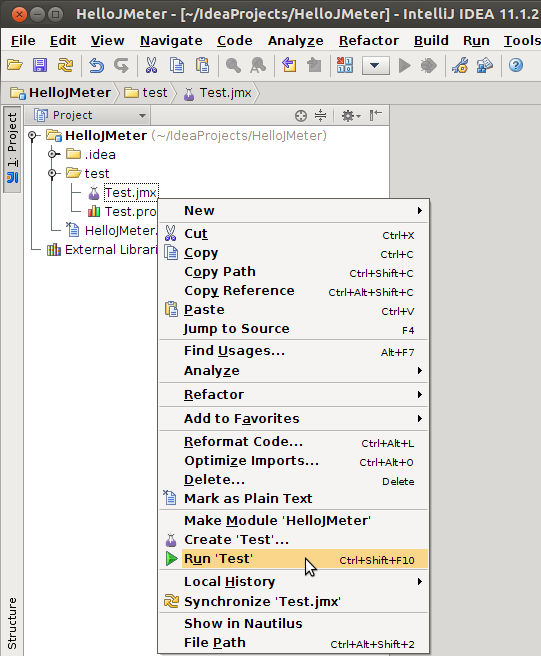 HelloJMeter - [~/IdeaProjects/HelloJMeter] - IntelliJ IDEA 11.1.2
File Edit View Navigate Code Analyze Refactor Build Run Tools
HelloJMeter test Test.jmx
1: Project
Project
HelloJMeter (~/IdeaProjects/HelloJMeter)
.idea
test
Test.jmx
Test.pro
HelloJMeter.
External Librari
New
Cut Ctrl+X
Copy Ctrl+C
Copy Path Ctrl+Shift+C
Copy Reference Ctrl+Alt+Shift+C
Paste Ctrl+V
Jump to Source F4
Find Usages... Alt+F7
Analyze
Refactor
Add to Favorites
Reformat Code... Ctrl+Alt+L
Optimize Imports... Ctrl+Alt+O
Delete... Delete
Mark as Plain Text
Make Module 'HelloJMeter'
Create 'Test'...
Run 'Test' Ctrl+Shift+F10
Local History
Synchronize 'Test.jmx'
Show in Nautilus
File Path Ctrl+Alt+Shift+2
Structure